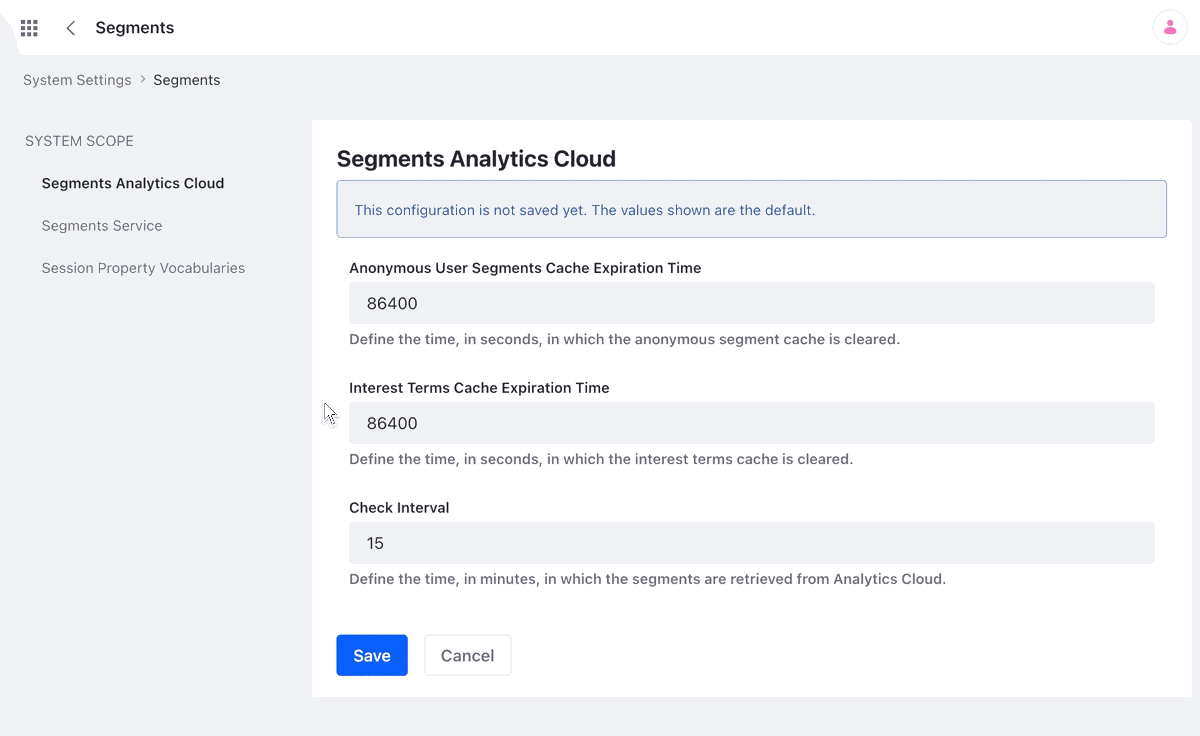 Segments
System Settings > Segments
SYSTEM SCOPE
Segments Analytics Cloud
Segments Service
Session Property Vocabularies
Segments Analytics Cloud
This configuration is not saved yet. The values shown are the default.
Anonymous User Segments Cache Expiration Time
86400
Define the time, in seconds, in which the anonymous segment cache is cleared.
Interest Terms Cache Expiration Time
86400
Define the time, in seconds, in which the interest terms cache is cleared.
Check Interval
15
Define the time, in minutes, in which the segments are retrieved from Analytics Cloud.
Save Cancel